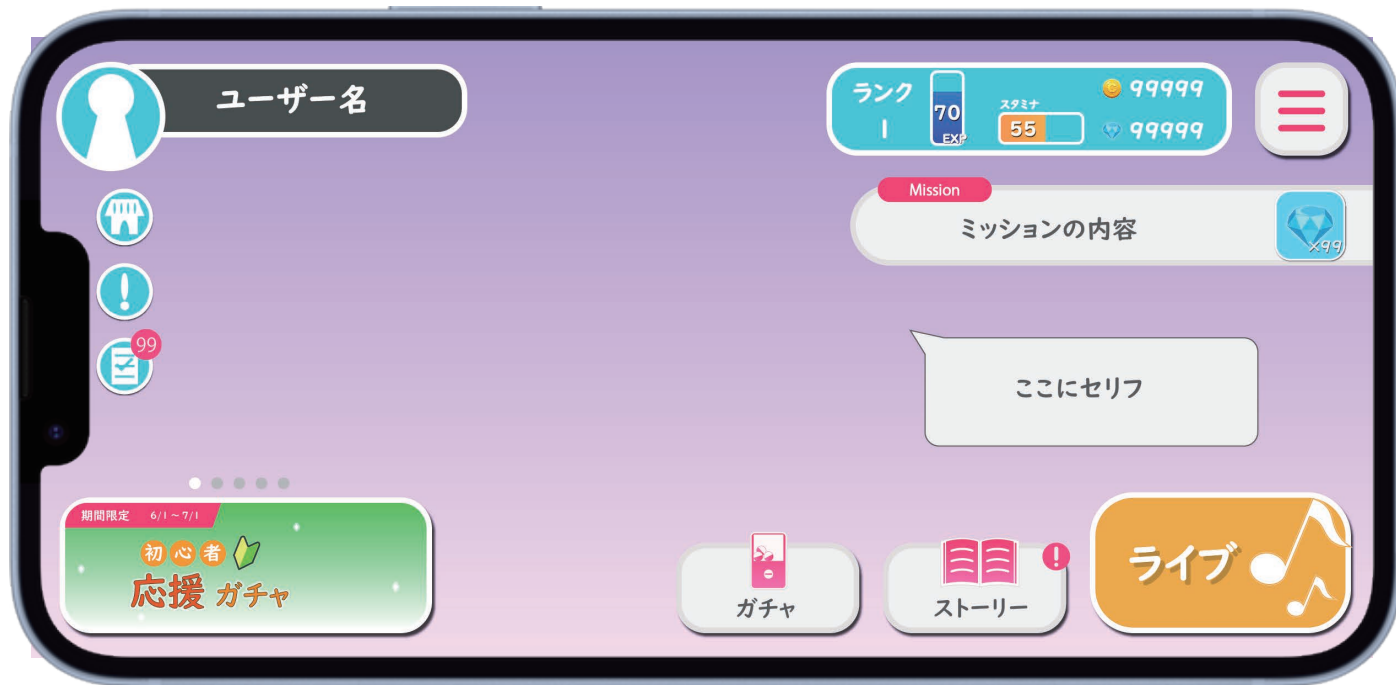 ユーザー名
ランク
1
70
EXP
スタミナ
55
99999
99999
Mission
ミッションの内容
×99
99
ここにセリフ
期間限定 6/1~7/1
初心者
応援 ガチャ
ガチャ
ストーリー
ライブ